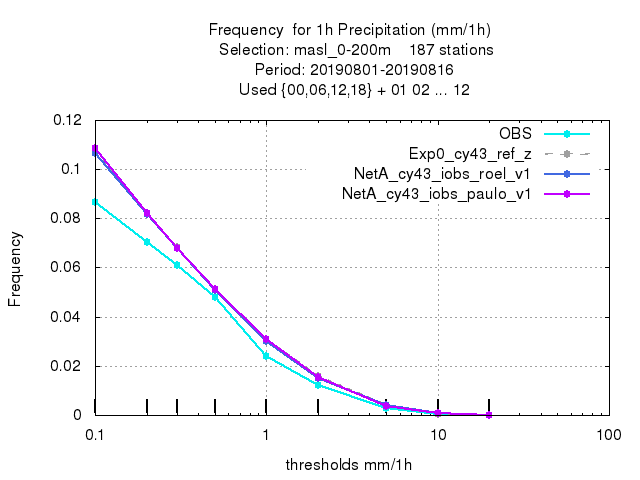 Frequency  for 1h Precipitation (mm/1h)
Selection: masl_0-200m    187 stations
Period: 20190801-20190816
Used {00,06,12,18} + 01 02 ... 12
OBS
Exp0_cy43_ref_z
NetA_cy43_iobs_roel_v1
NetA_cy43_iobs_paulo_v1
0.12
0.1
0.08
0.06
0.04
0.02
0
Frequency
0.1 1 10 100
thresholds mm/1h